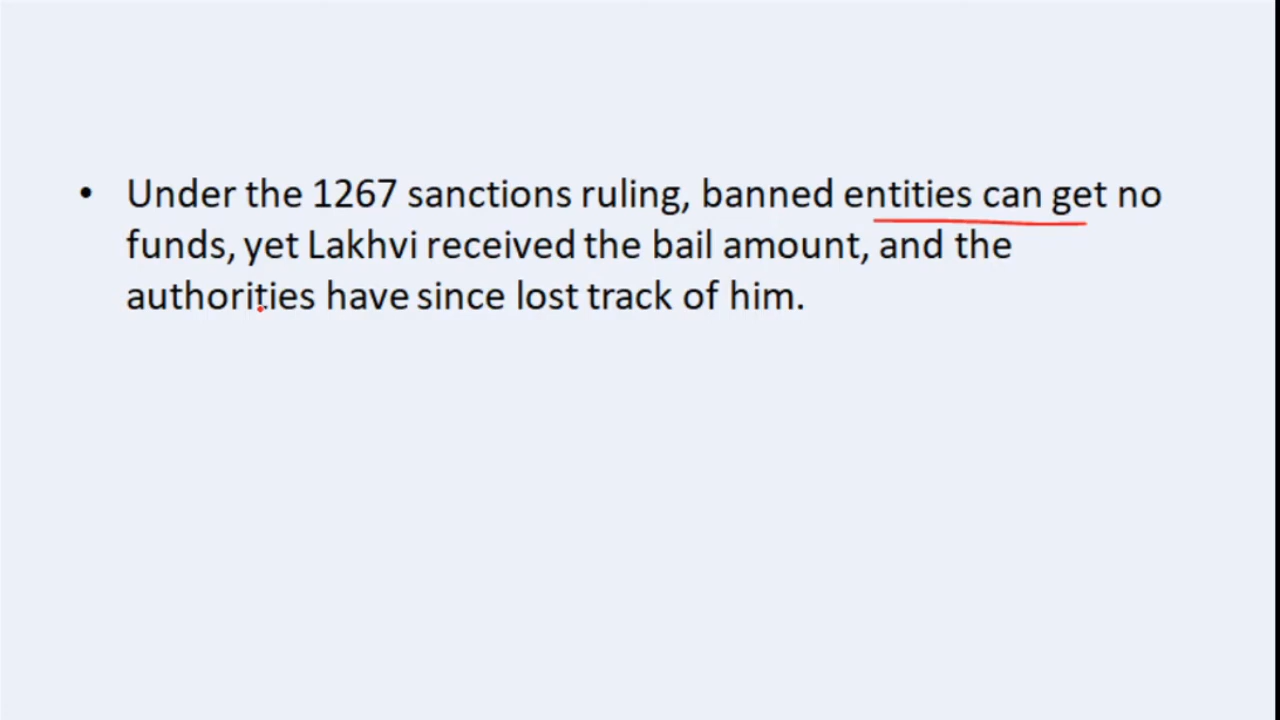 • Under the 1267 sanctions ruling, banned entities can get no
funds, yet Lakhvi received the bail amount, and the
authorities have since lost track of him.